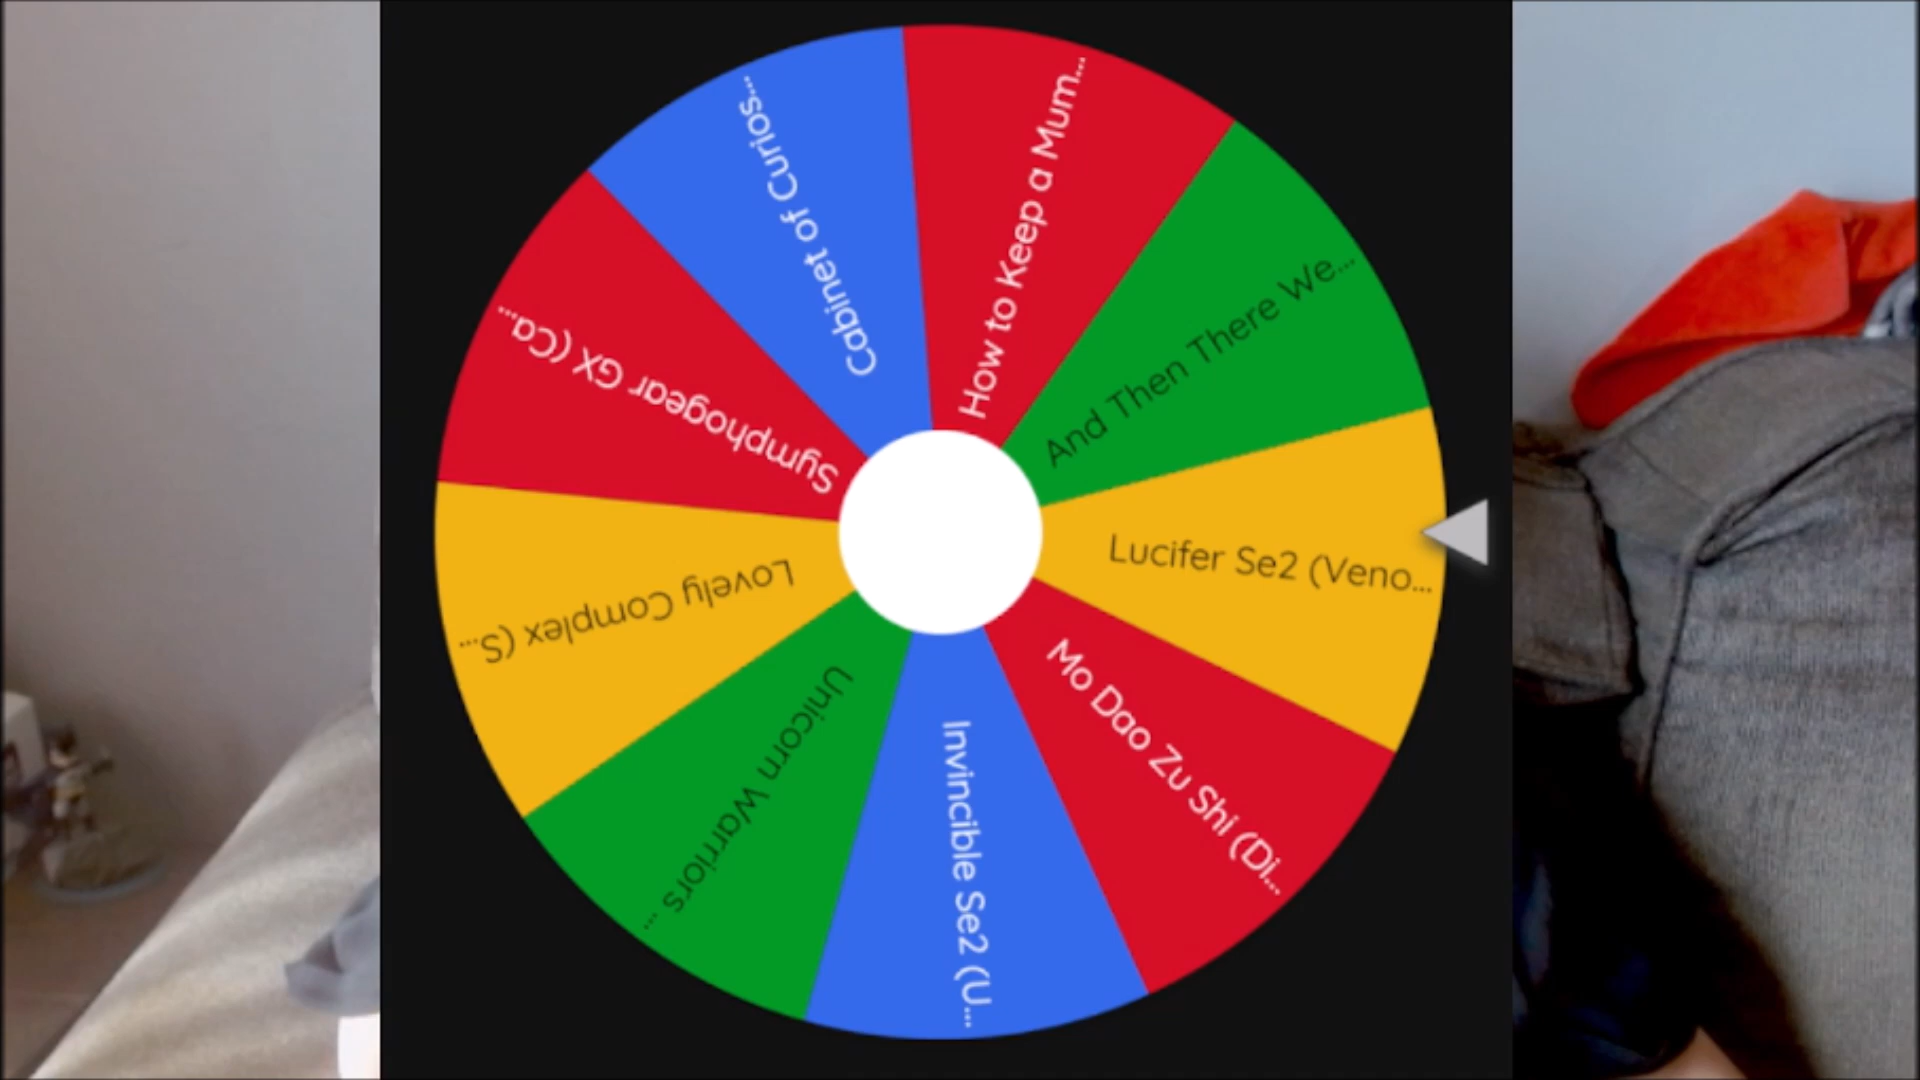 How to Keep a Mum...
And Then There We...
Lucifer Se2 (Veno...
Mo Dao Zu Shi (Di...
Invincible Se2 (U...
Unicorn Warriors ...
Lovely Complex (S...
Symphogear GX (Ca...
Cabinet of Curios...